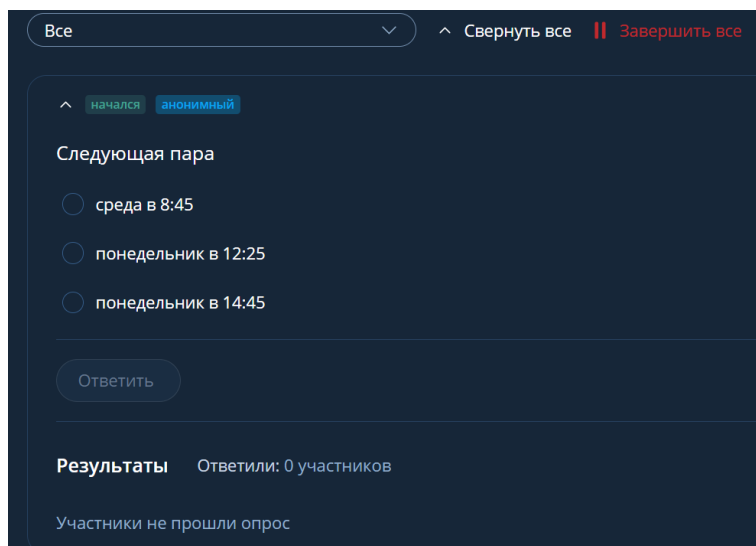 Все Свернуть все Завершить все
начался анонимный
Следующая пара
среда в 8:45
понедельник в 12:25
понедельник в 14:45
Ответить
Результаты Ответили: 0 участников
Участники не прошли опрос